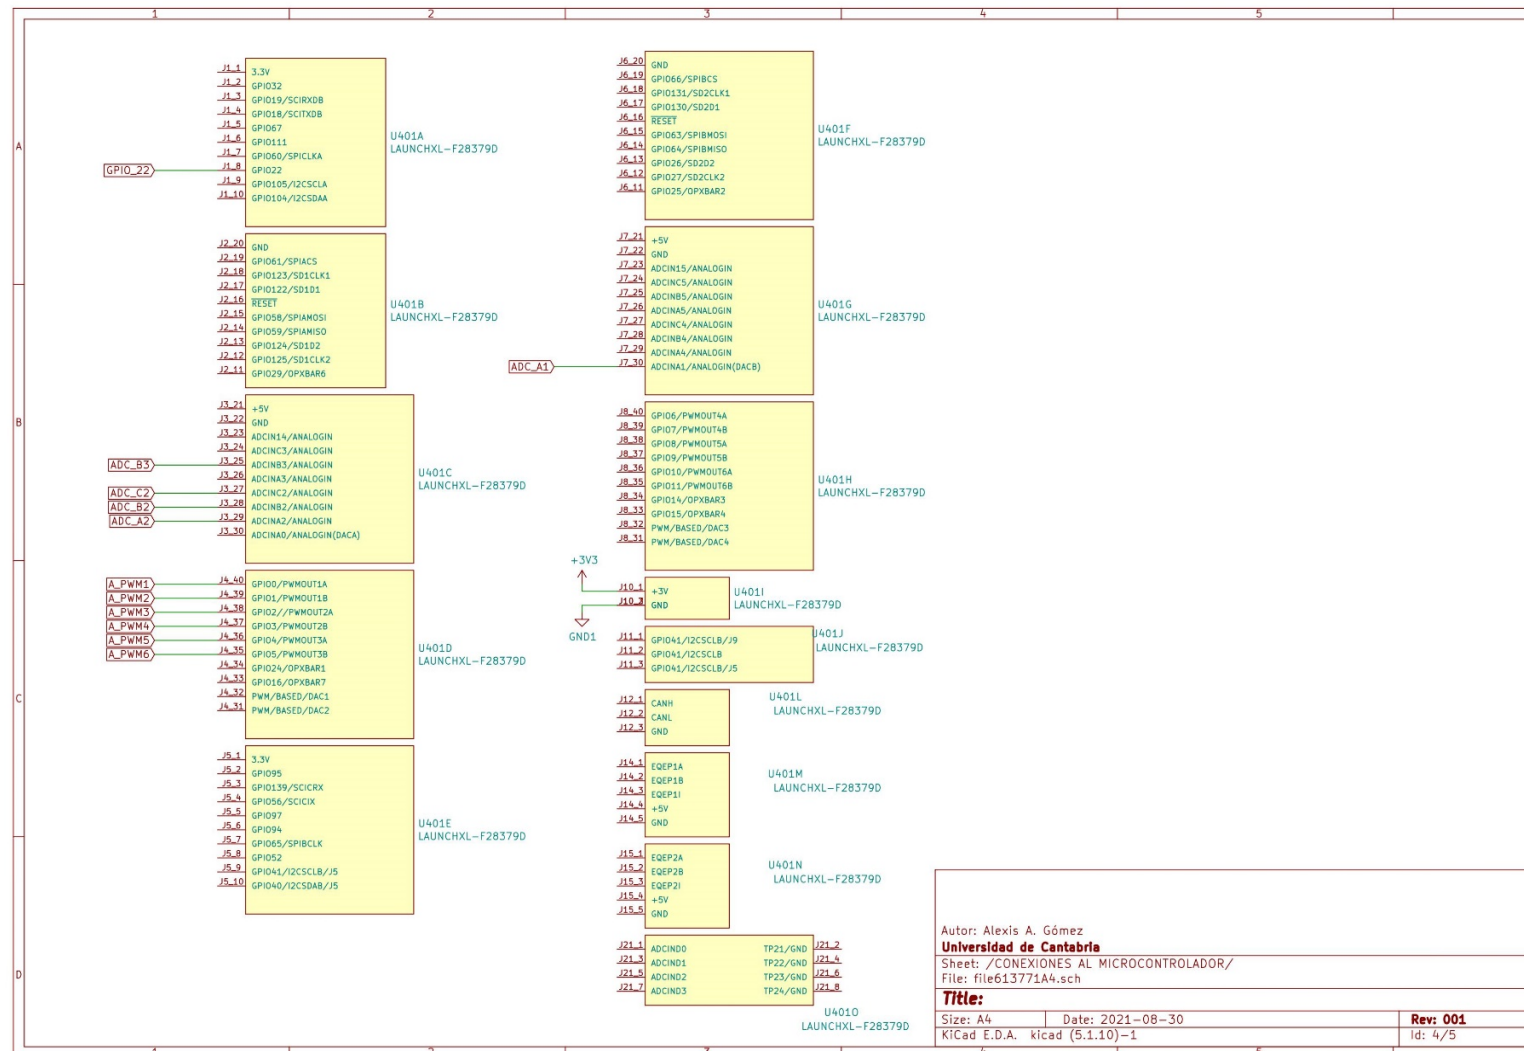 1 2 3 4 5
A
B
C
D
J1_1 3.3V
J1_2 GPIO32
J1_3 GPIO19/SCIRXDB
J1_4 GPIO18/SCITXDB
J1_5 GPIO67
J1_6 GPIO111
J1_7 GPIO60/SPICLKA
GPIO_22 J1_8 GPIO22
J1_9 GPIO105/I2CSCLA
J1_10 GPIO104/I2CSDAA
U401A
LAUNCHXL-F28379D
J2_20 GND
J2_19 GPIO61/SPIACS
J2_18 GPIO123/SD1CLK1
J2_17 GPIO122/SD1D1
J2_16 RESET
J2_15 GPIO58/SPIAMOSI
J2_14 GPIO59/SPIAMISO
J2_13 GPIO124/SD1D2
J2_12 GPIO125/SD1CLK2
J2_11 GPIO29/OPXBAR6
U401B
LAUNCHXL-F28379D
J3_21 +5V
J3_22 GND
J3_23 ADCIN14/ANALOGIN
J3_24 ADCINC3/ANALOGIN
ADC_B3 J3_25 ADCINB3/ANALOGIN
J3_26 ADCINA3/ANALOGIN
ADC_C2 J3_27 ADCINC2/ANALOGIN
ADC_B2 J3_28 ADCINB2/ANALOGIN
ADC_A2 J3_29 ADCINA2/ANALOGIN
J3_30 ADCINA0/ANALOGIN(DACA)
U401C
LAUNCHXL-F28379D
A_PWM1 J4_40 GPIO0/PWMOUT1A
A_PWM2 J4_39 GPIO1/PWMOUT1B
A_PWM3 J4_38 GPIO2//PWMOUT2A
A_PWM4 J4_37 GPIO3/PWMOUT2B
A_PWM5 J4_36 GPIO4/PWMOUT3A
A_PWM6 J4_35 GPIO5/PWMOUT3B
J4_34 GPIO24/OPXBAR1
J4_33 GPIO16/OPXBAR7
J4_32 PWM/BASED/DAC1
J4_31 PWM/BASED/DAC2
U401D
LAUNCHXL-F28379D
J5_1 3.3V
J5_2 GPIO95
J5_3 GPIO139/SCICRX
J5_4 GPIO56/SCICIX
J5_5 GPIO97
J5_6 GPIO94
J5_7 GPIO65/SPIBCLK
J5_8 GPIO52
J5_9 GPIO41/I2CSCLB/J5
J5_10 GPIO40/I2CSDAB/J5
U401E
LAUNCHXL-F28379D
J6_20 GND
J6_19 GPIO66/SPIBCS
J6_18 GPIO131/SD2CLK1
J6_17 GPIO130/SD2D1
J6_16 RESET
J6_15 GPIO63/SPIBMOSI
J6_14 GPIO64/SPIBMISO
J6_13 GPIO26/SD2D2
J6_12 GPIO27/SD2CLK2
J6_11 GPIO25/OPXBAR2
U401F
LAUNCHXL-F28379D
J7_21 +5V
J7_22 GND
J7_23 ADCIN15/ANALOGIN
J7_24 ADCINC5/ANALOGIN
J7_25 ADCINB5/ANALOGIN
J7_26 ADCINA5/ANALOGIN
J7_27 ADCINC4/ANALOGIN
J7_28 ADCINB4/ANALOGIN
J7_29 ADCINA4/ANALOGIN
ADC_A1 J7_30 ADCINA1/ANALOGIN(DACB)
U401G
LAUNCHXL-F28379D
J8_40 GPIO6/PWMOUT4A
J8_39 GPIO7/PWMOUT4B
J8_38 GPIO8/PWMOUT5A
J8_37 GPIO9/PWMOUT5B
J8_36 GPIO10/PWMOUT6A
J8_35 GPIO11/PWMOUT6B
J8_34 GPIO14/OPXBAR3
J8_33 GPIO15/OPXBAR4
J8_32 PWM/BASED/DAC3
J8_31 PWM/BASED/DAC4
U401H
LAUNCHXL-F28379D
+3V3
J10_1 +3V
GND
GND1
U401I
LAUNCHXL-F28379D
J11_1 GPIO41/I2CSCLB/J9
J11_2 GPIO41/I2CSCLB
J11_3 GPIO41/I2CSCLB/J5
U401J
LAUNCHXL-F28379D
J12_1 CANH
J12_2 CANL
J12_3 GND
U401L
LAUNCHXL-F28379D
J14_1 EQEP1A
J14_2 EQEP1B
J14_3 EQEP1I
J14_4 +5V
J14_5 GND
U401M
LAUNCHXL-F28379D
J15_1 EQEP2A
J15_2 EQEP2B
J15_3 EQEP2I
J15_4 +5V
J15_5 GND
U401N
LAUNCHXL-F28379D
J21_1 ADCIND0 TP21/GND J21_2
J21_3 ADCIND1 TP22/GND J21_4
J21_5 ADCIND2 TP23/GND J21_6
J21_7 ADCIND3 TP24/GND J21_8
U401O
LAUNCHXL-F28379D
Autor: Alexis A. Gómez
Universidad de Cantabria
Sheet: /CONEXIONES AL MICROCONTROLADOR/
File: file613771A4.sch
Title:
Size: A4 Date: 2021-08-30 Rev: 001
KiCad E.D.A. kicad (5.1.10)-1 Id: 4/5
1 2 3 4 5